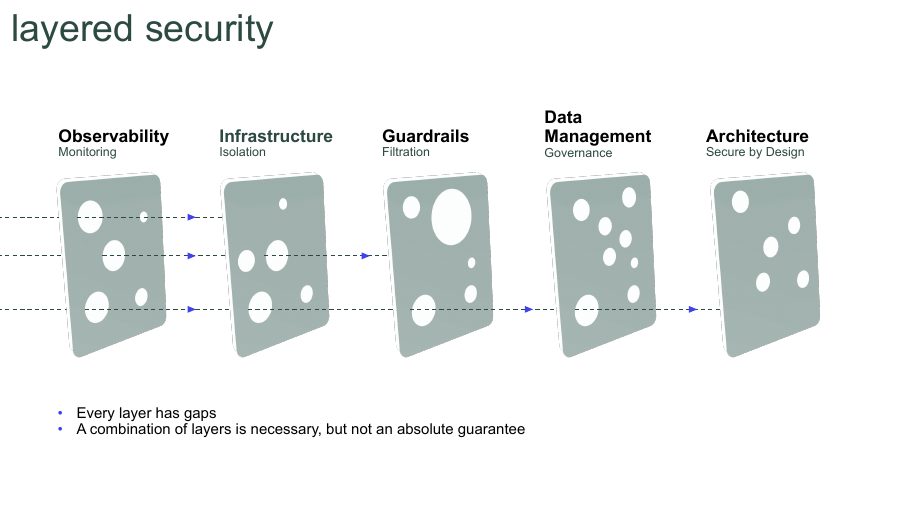 layered security
Observability
Monitoring
Infrastructure
Isolation
Guardrails
Filtration
Data
Management
Governance
Architecture
Secure by Design
• Every layer has gaps
• A combination of layers is necessary, but not an absolute guarantee